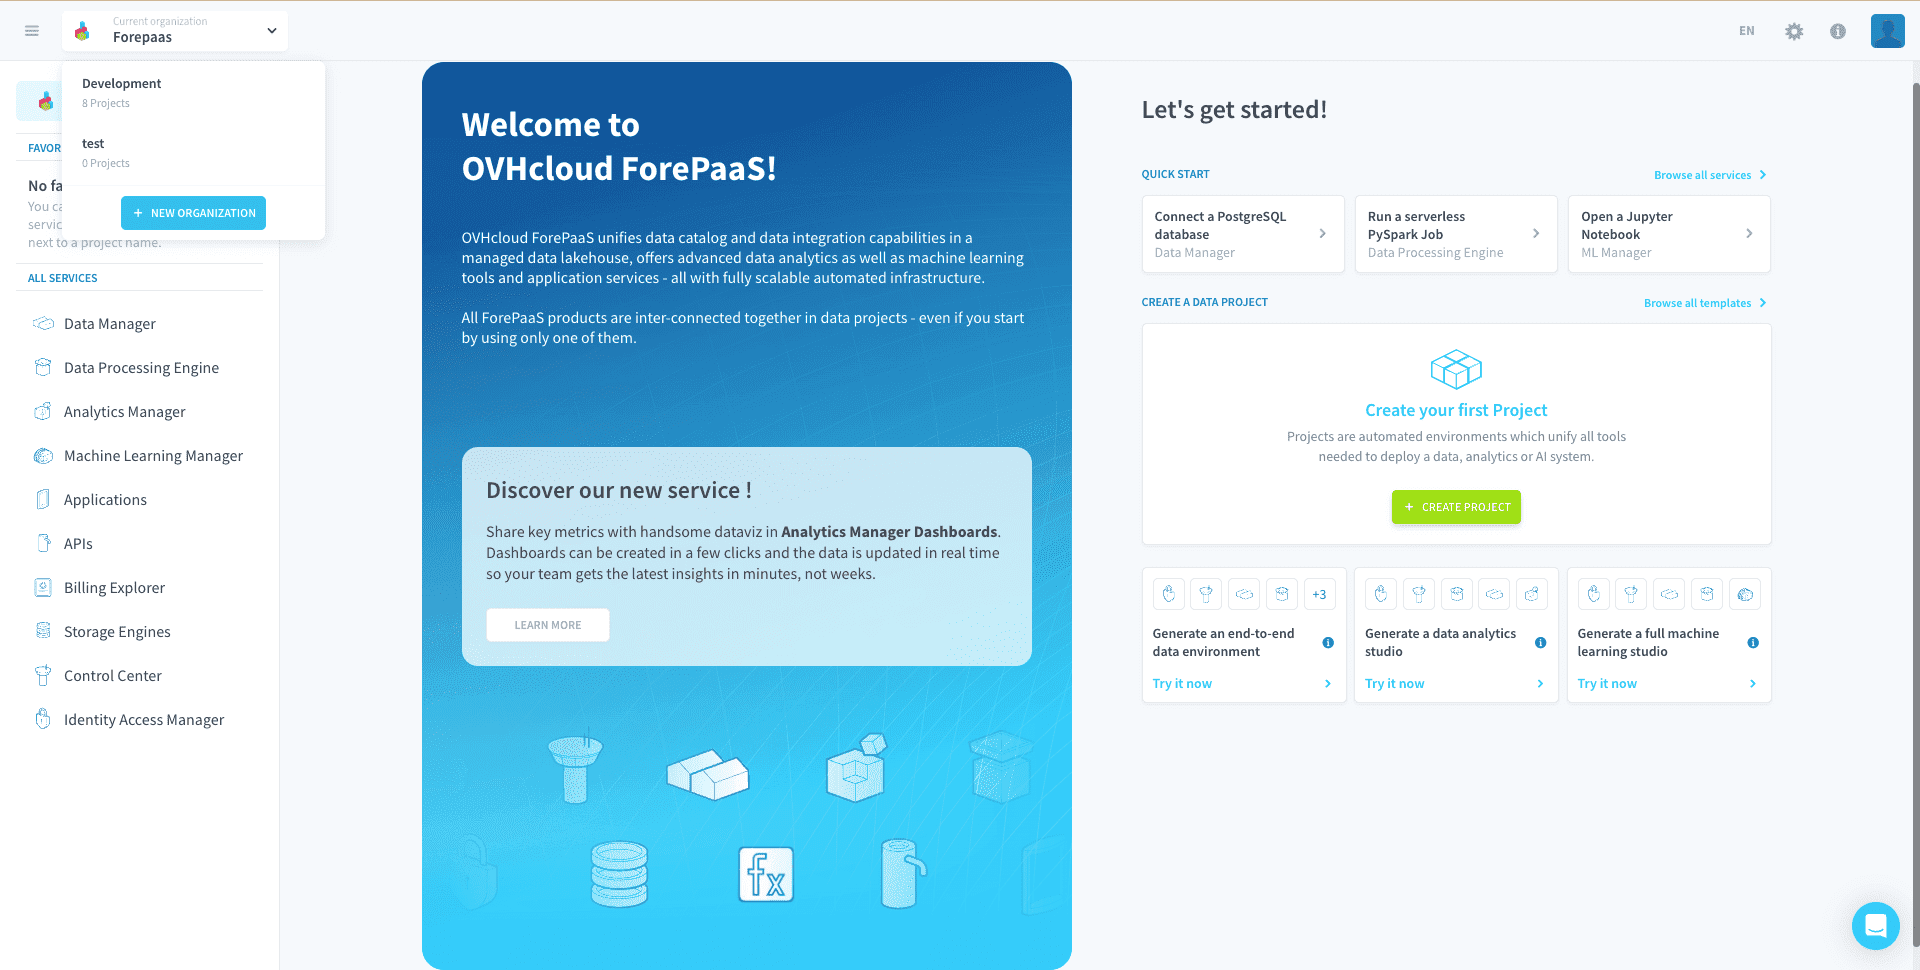 Current organization
Forepaas
EN
Development
8 Projects
test
0 Projects
+ NEW ORGANIZATION
FAVOR
No fa
You ca
servic
next to a project name.
ALL SERVICES
Data Manager
Data Processing Engine
Analytics Manager
Machine Learning Manager
Applications
APIs
Billing Explorer
Storage Engines
Control Center
Identity Access Manager
Welcome to
OVHcloud ForePaaS!
OVHcloud ForePaaS unifies data catalog and data integration capabilities in a
managed data lakehouse, offers advanced data analytics as well as machine learning
tools and application services - all with fully scalable automated infrastructure.
All ForePaaS products are inter-connected together in data projects - even if you start
by using only one of them.
Discover our new service !
Share key metrics with handsome dataviz in Analytics Manager Dashboards.
Dashboards can be created in a few clicks and the data is updated in real time
so your team gets the latest insights in minutes, not weeks.
LEARN MORE
fx
Let's get started!
QUICK START
Browse all services
Connect a PostgreSQL
database
Data Manager
Run a serverless
PySpark Job
Data Processing Engine
Open a Jupyter
Notebook
ML Manager
CREATE A DATA PROJECT
Browse all templates
Create your first Project
Projects are automated environments which unify all tools
needed to deploy a data, analytics or AI system.
+ CREATE PROJECT
+3
Generate an end-to-end
data environment
Try it now
Generate a data analytics
studio
Try it now
Generate a full machine
learning studio
Try it now